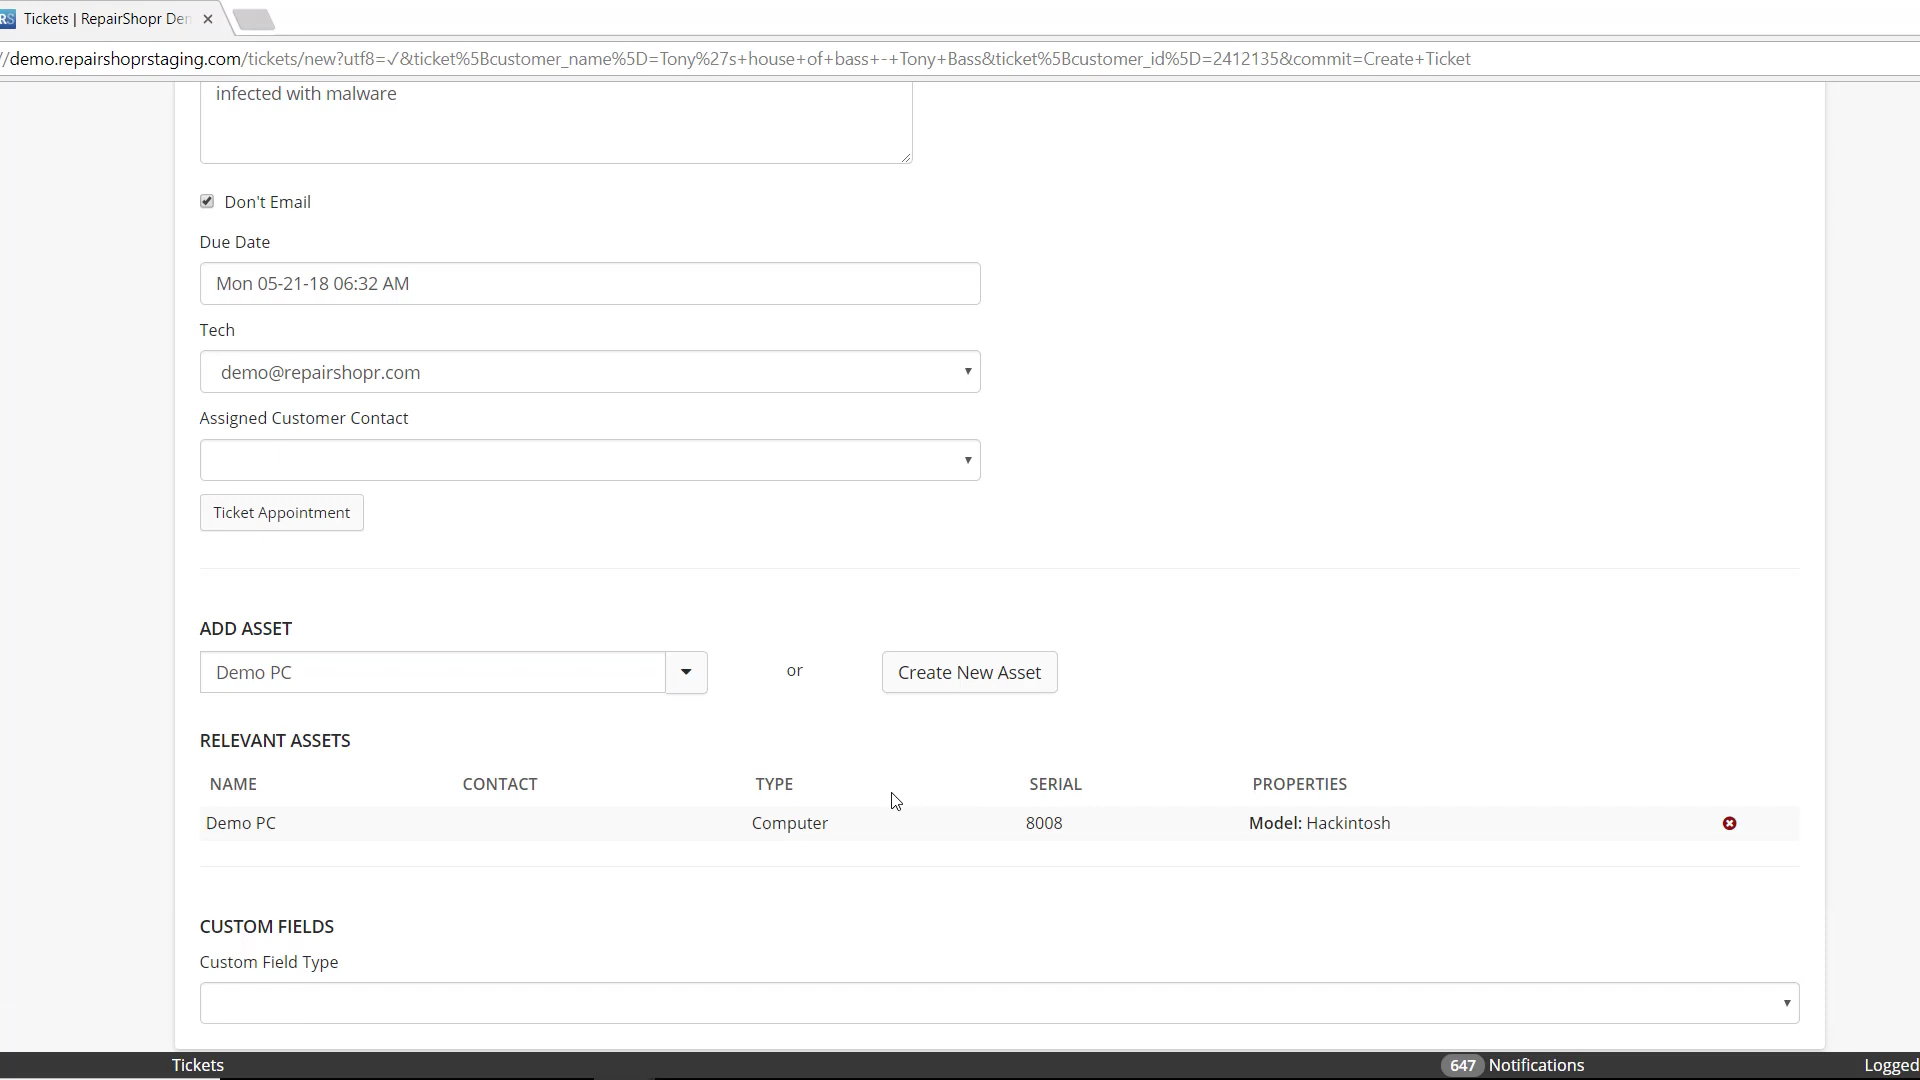 RS Tickets | RepairShopr Den
//demo.repairshoprstaging.com/tickets/new?utf8=✓&ticket%5Bcustomer_name%5D=Tony%27s+house+of+bass+-+Tony+Bass&ticket%5Bcustomer_id%5D=2412135&commit=Create+Ticket
infected with malware
Don't Email
Due Date
Mon 05-21-18 06:32 AM
Tech
demo@repairshopr.com
Assigned Customer Contact
Ticket Appointment
ADD ASSET
Demo PC or Create New Asset
RELEVANT ASSETS
NAME CONTACT TYPE SERIAL PROPERTIES
Demo PC Computer 8008 Model: Hackintosh
CUSTOM FIELDS
Custom Field Type
Tickets 647 Notifications Logged